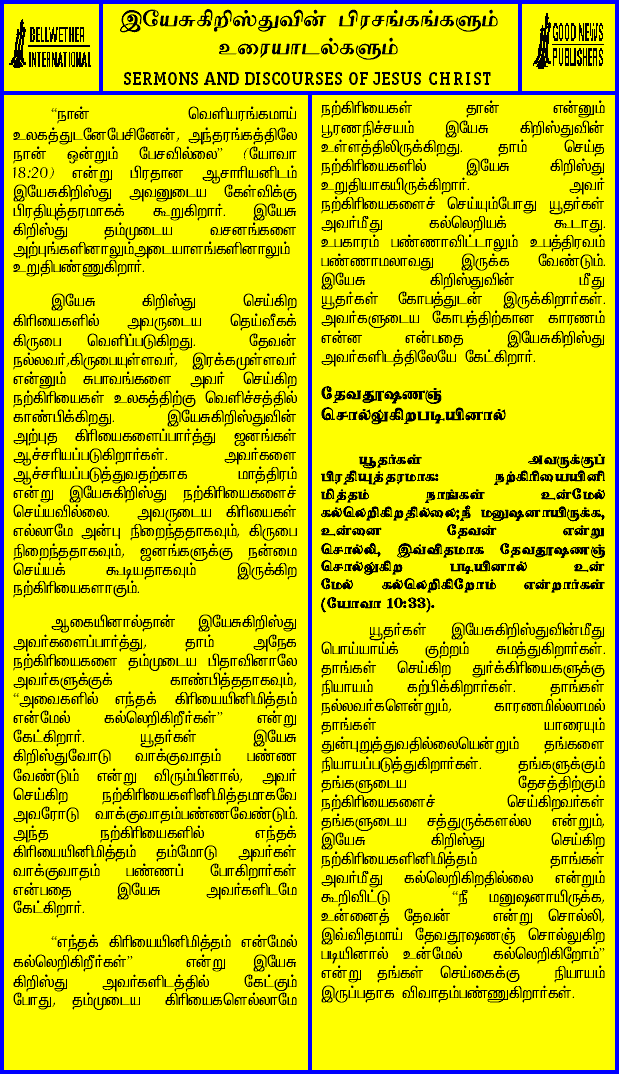 BELLWETHER
INTERNATIONAL
இயேசுகிறிஸ்துவின் பிரசங்கங்களும்
உரையாடல்களும்
SERMONS AND DISCOURSES OF JESUS CHRIST
GOOD NEWS
PUBLISHERS
“நான் வெளியரங்கமாய்
உலகத்துடனேபேசினேன், அந்தரங்கத்திலே
நான் ஒன்றும் பேசவில்லை” (யோவா
18:20) என்று பிரதான ஆசாரியனிடம்
இயேசுகிறிஸ்து அவனுடைய கேள்விக்கு
பிரதியுத்தரமாகக் கூறுகிறார். இயேசு
கிறிஸ்து தம்முடைய வசனங்களை
அற்புங்களினாலும்அடையாளங்களினாலும்
உறுதிபண்ணுகிறார்.
இயேசு கிறிஸ்து செய்கிற
கிரியைகளில் அவருடைய தெய்வீகக்
கிருபை வெளிப்படுகிறது. தேவன்
நல்லவர்,கிருபையுள்ளவர், இரக்கமுள்ளவர்
என்னும் சுபாவங்களை அவர் செய்கிற
நற்கிரியைகள் உலகத்திற்கு வெளிச்சத்தில்
காண்பிக்கிறது. இயேசுகிறிஸ்துவின்
அற்புத கிரியைகளைப்பார்த்து ஜனங்கள்
ஆச்சரியப்படுகிறார்கள். அவர்களை
ஆச்சரியப்படுத்துவதற்காக மாத்திரம்
என்று இயேசுகிறிஸ்து நற்கிரியைகளைச்
செய்யவில்லை. அவருடைய கிரியைகள்
எல்லாமே அன்பு நிறைந்ததாகவும், கிருபை
நிறைந்ததாகவும், ஜனங்களுக்கு நன்மை
செய்யக் கூடியதாகவும் இருக்கிற
நற்கிரியைகளாகும்.
ஆகையினால்தான் இயேசுகிறிஸ்து
அவர்களைப்பார்த்து, தாம் அநேக
நற்கிரியைகளை தம்முடைய பிதாவினாலே
அவர்களுக்குக் காண்பித்ததாகவும்,
“அவைகளில் எந்தக் கிரியையினிமித்தம்
என்மேல் கல்லெறிகிறீர்கள்” என்று
கேட்கிறார். யூதர்கள் இயேசு
கிறிஸ்துவோடு வாக்குவாதம் பண்ண
வேண்டும் என்று விரும்பினால், அவர்
செய்கிற நற்கிரியைகளினிமித்தமாகவே
அவரோடு வாக்குவாதம்பண்ணவேண்டும்.
அந்த நற்கிரியைகளில் எந்தக்
கிரியையினிமித்தம் தம்மோடு அவர்கள்
வாக்குவாதம் பண்ணப் போகிறார்கள்
என்பதை இயேசு அவர்களிடமே
கேட்கிறார்.
“எந்தக் கிரியையினிமித்தம் என்மேல்
கல்லெறிகிறீர்கள்” என்று இயேசு
கிறிஸ்து அவர்களிடத்தில் கேட்கும்
போது, தம்முடைய கிரியைகளெல்லாமே
நற்கிரியைகள் தான் என்னும்
பூரணநிச்சயம் இயேசு கிறிஸ்துவின்
உள்ளத்திலிருக்கிறது. தாம் செய்த
நற்கிரியைகளில் இயேசு கிறிஸ்து
உறுதியாகயிருக்கிறார். அவர்
நற்கிரியைகளைச் செய்யும்போது யூதர்கள்
அவர்மீது கல்லெறியக் கூடாது.
உபகாரம் பண்ணாவிட்டாலும் உபத்திரவம்
பண்ணாமலாவது இருக்க வேண்டும்.
இயேசு கிறிஸ்துவின் மீது
யூதர்கள் கோபத்துடன் இருக்கிறார்கள்.
அவர்களுடைய கோபத்திற்கான காரணம்
என்ன என்பதை இயேசுகிறிஸ்து
அவர்களிடத்திலேயே கேட்கிறார்.
தேவதூஷணஞ்
சொல்லுகிறபடியினால்
யூதர்கள் அவருக்குப்
பிரதியுத்தரமாக: நற்கிரியையினி
மித்தம் நாங்கள் உன்மேல்
கல்லெறிகிறதில்லை;நீ மனுஷனாயிருக்க,
உன்னை தேவன் என்று
சொல்லி, இவ்விதமாக தேவதூஷணஞ்
சொல்லுகிற படியினால் உன்
மேல் கல்லெறிகிறோம் என்றார்கள்
(யோவா 10:33).
யூதர்கள் இயேசுகிறிஸ்துவின்மீது
பொய்யாய்க் குற்றம் சுமத்துகிறார்கள்.
தாங்கள் செய்கிற துர்க்கிரியைகளுக்கு
நியாயம் கற்பிக்கிறார்கள். தாங்கள்
நல்லவர்களென்றும், காரணமில்லாமல்
தாங்கள் யாரையும்
துன்புறுத்துவதில்லையென்றும் தங்களை
நியாயப்படுத்துகிறார்கள். தங்களுக்கும்
தங்களுடைய தேசத்திற்கும்
நற்கிரியைகளைச் செய்கிறவர்கள்
தங்களுடைய சத்துருக்களல்ல என்றும்,
இயேசு கிறிஸ்து செய்கிற
நற்கிரியைகளினிமித்தம் தாங்கள்
அவர்மீது கல்லெறிகிறதில்லை என்றும்
கூறிவிட்டு “நீ மனுஷனாயிருக்க,
உன்னைத் தேவன் என்று சொல்லி,
இவ்விதமாய் தேவதூஷணஞ் சொல்லுகிற
படியினால் உன்மேல் கல்லெறிகிறோம்”
என்று தங்கள் செய்கைக்கு நியாயம்
இருப்பதாக விவாதம்பண்ணுகிறார்கள்.